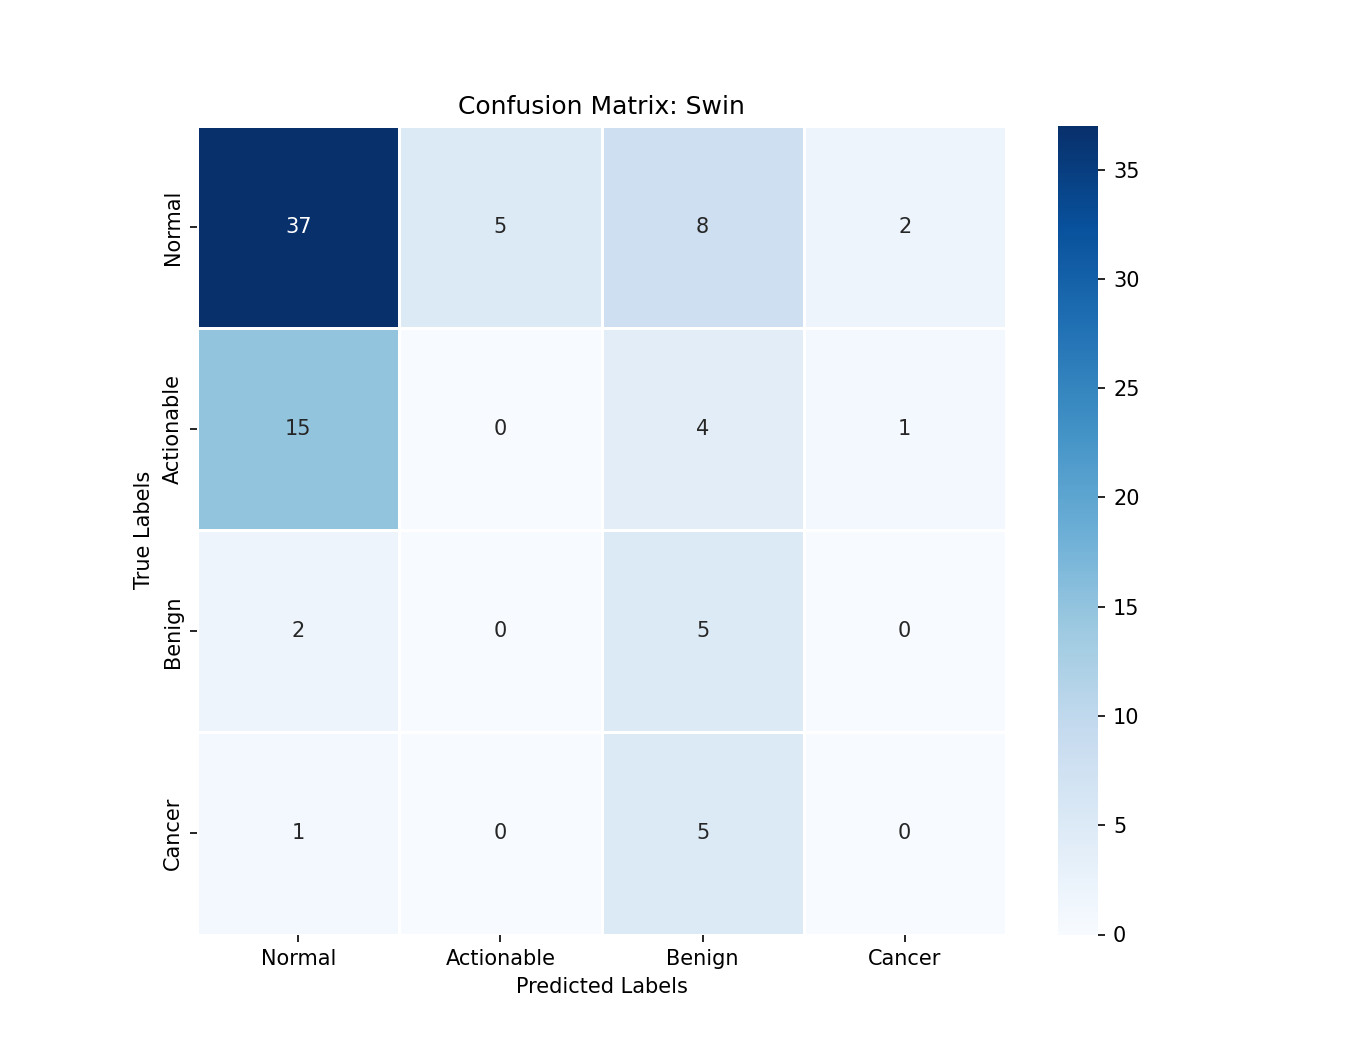 Confusion Matrix: Swin
True Labels
Normal
37
5
8
2
Actionable
15
0
4
1
Benign
2
0
5
0
Cancer
1
0
5
0
Normal
Actionable
Benign
Cancer
Predicted Labels
35
30
25
20
15
10
5
0